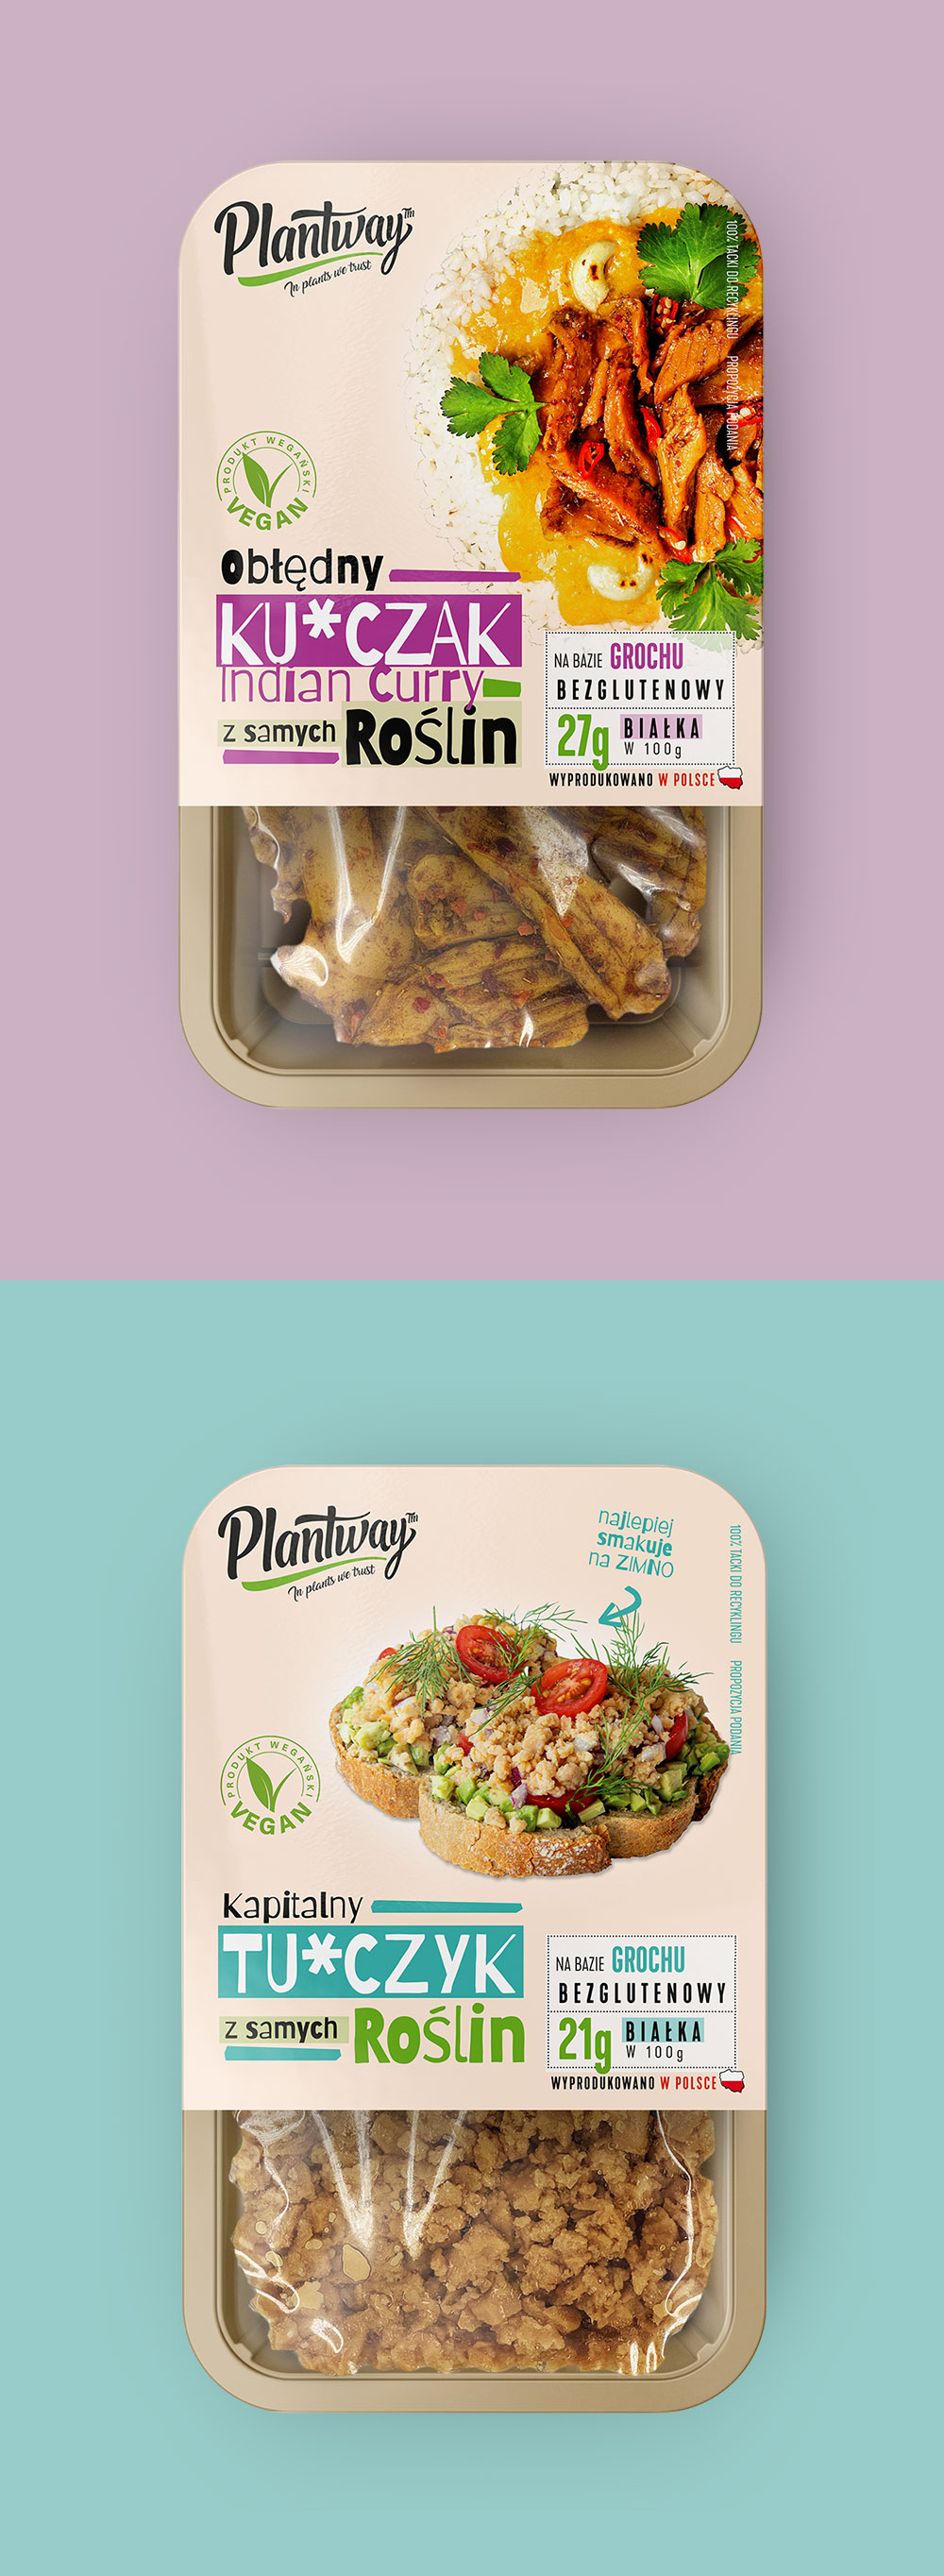 Plantway™
In plants we trust
100% TACKI DO RECYKLINGU PROPOZYCJA PODANIA
PRODUKT WEGAŃSKI
VEGAN
Obłędny
KU*CZAK
Indian Curry
z samych Roślin
NA BAZIE GROCHU
BEZGLUTENOWY
27g BIAŁKA
W 100g
WYPRODUKOWANO W POLSCE
Plantway™
In plants we trust
najlepiej
smakuje
na ZIMNO
100% TACKI DO RECYKLINGU PROPOZYCJA PODANIA
PRODUKT WEGAŃSKI
VEGAN
Kapitalny
TU*CZYK
z samych Roślin
NA BAZIE GROCHU
BEZGLUTENOWY
21g BIAŁKA
W 100g
WYPRODUKOWANO W POLSCE